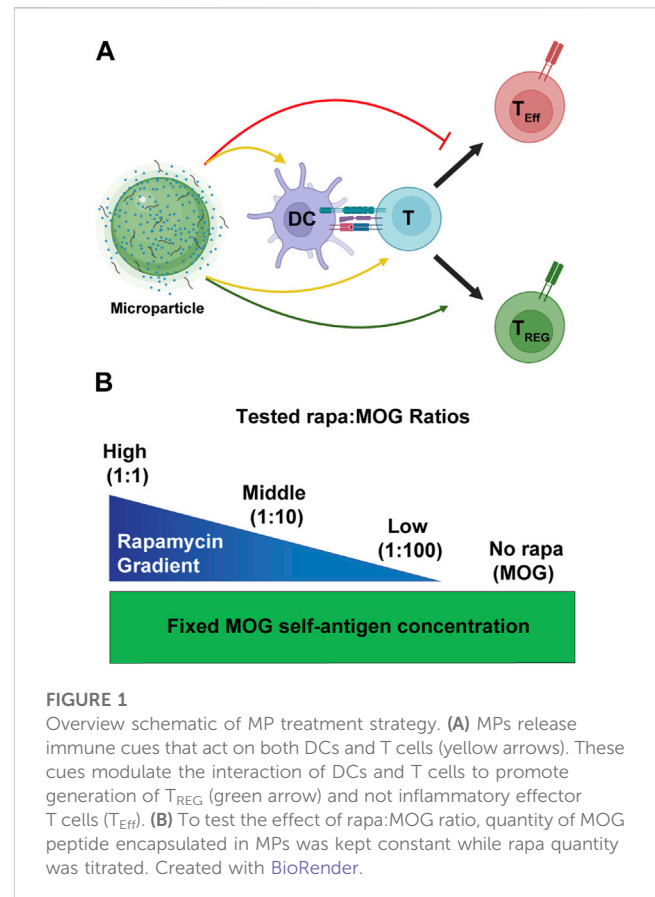 A
T_Eff
DC
T
Microparticle
T_REG
B
Tested rapa:MOG Ratios
High
(1:1)
Middle
(1:10)
Low
(1:100)
No rapa
(MOG)
Rapamycin
Gradient
Fixed MOG self-antigen concentration
FIGURE 1
Overview schematic of MP treatment strategy. (A) MPs release
immune cues that act on both DCs and T cells (yellow arrows). These
cues modulate the interaction of DCs and T cells to promote
generation of T_REG (green arrow) and not inflammatory effector
T cells (T_Eff). (B) To test the effect of rapa:MOG ratio, quantity of MOG
peptide encapsulated in MPs was kept constant while rapa quantity
was titrated. Created with BioRender.